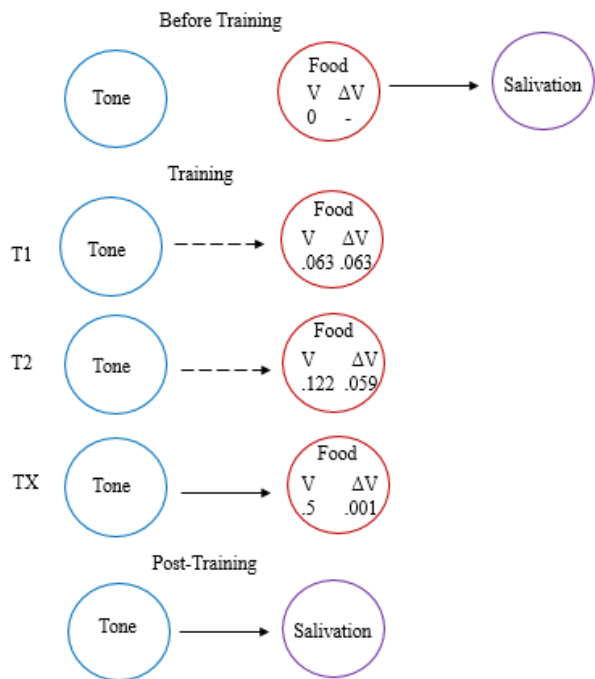 Before Training
Tone
Food
V ΔV
0 -
Salivation
Training
T1
Tone
Food
V ΔV
.063 .063
T2
Tone
Food
V ΔV
.122 .059
TX
Tone
Food
V ΔV
.5 .001
Post-Training
Tone
Salivation